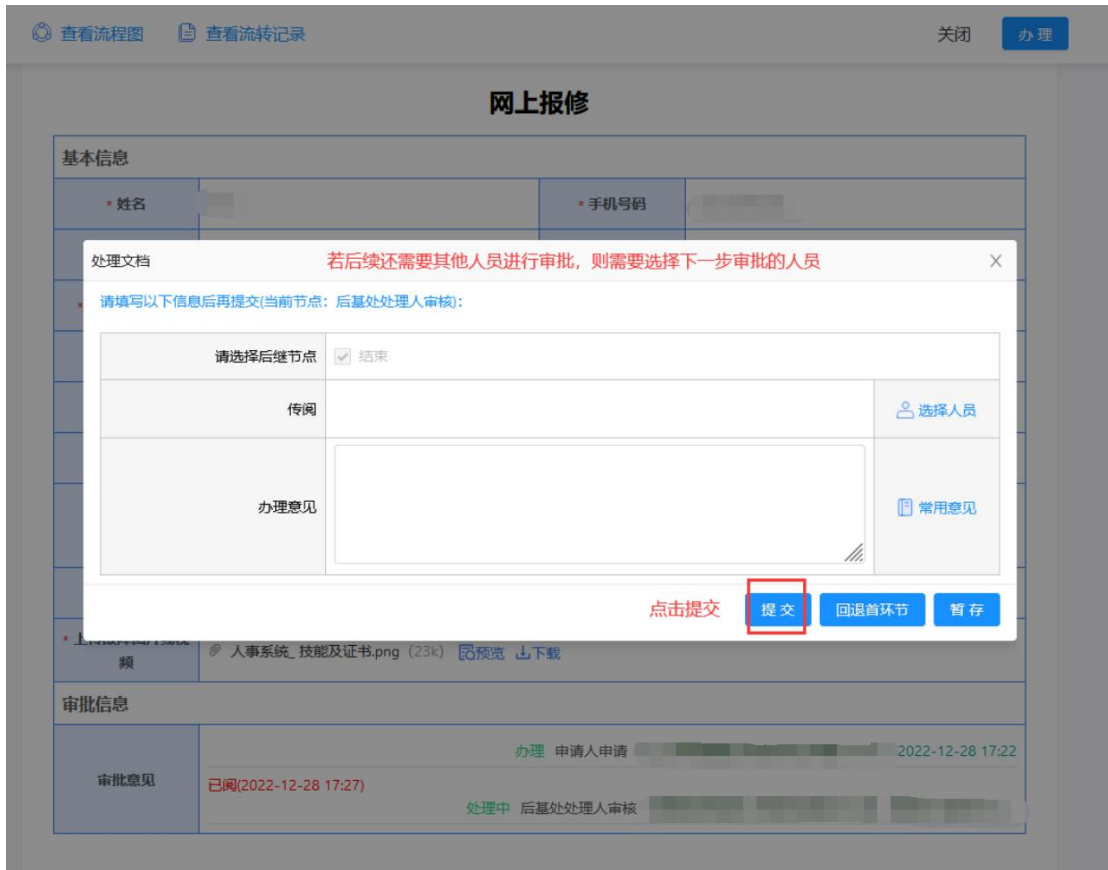 查看流程图 查看流转记录 关闭 办 理
网上报修
基本信息
* 姓名 * 手机号码
处理文档 若后续还需要其他人员进行审批，则需要选择下一步审批的人员 X
请填写以下信息后再提交(当前节点：后基处处理人审核)：
请选择后继节点 结束
传阅 选择人员
办理意见 常用意见
点击提交 提 交 回退首环节 暂 存
频 人事系统_ 技能及证书.png (23k) 预览 下载
审批信息
办理 申请人申请 2022-12-28 17:22
审批意见 已阅(2022-12-28 17:27)
处理中 后基处处理人审核